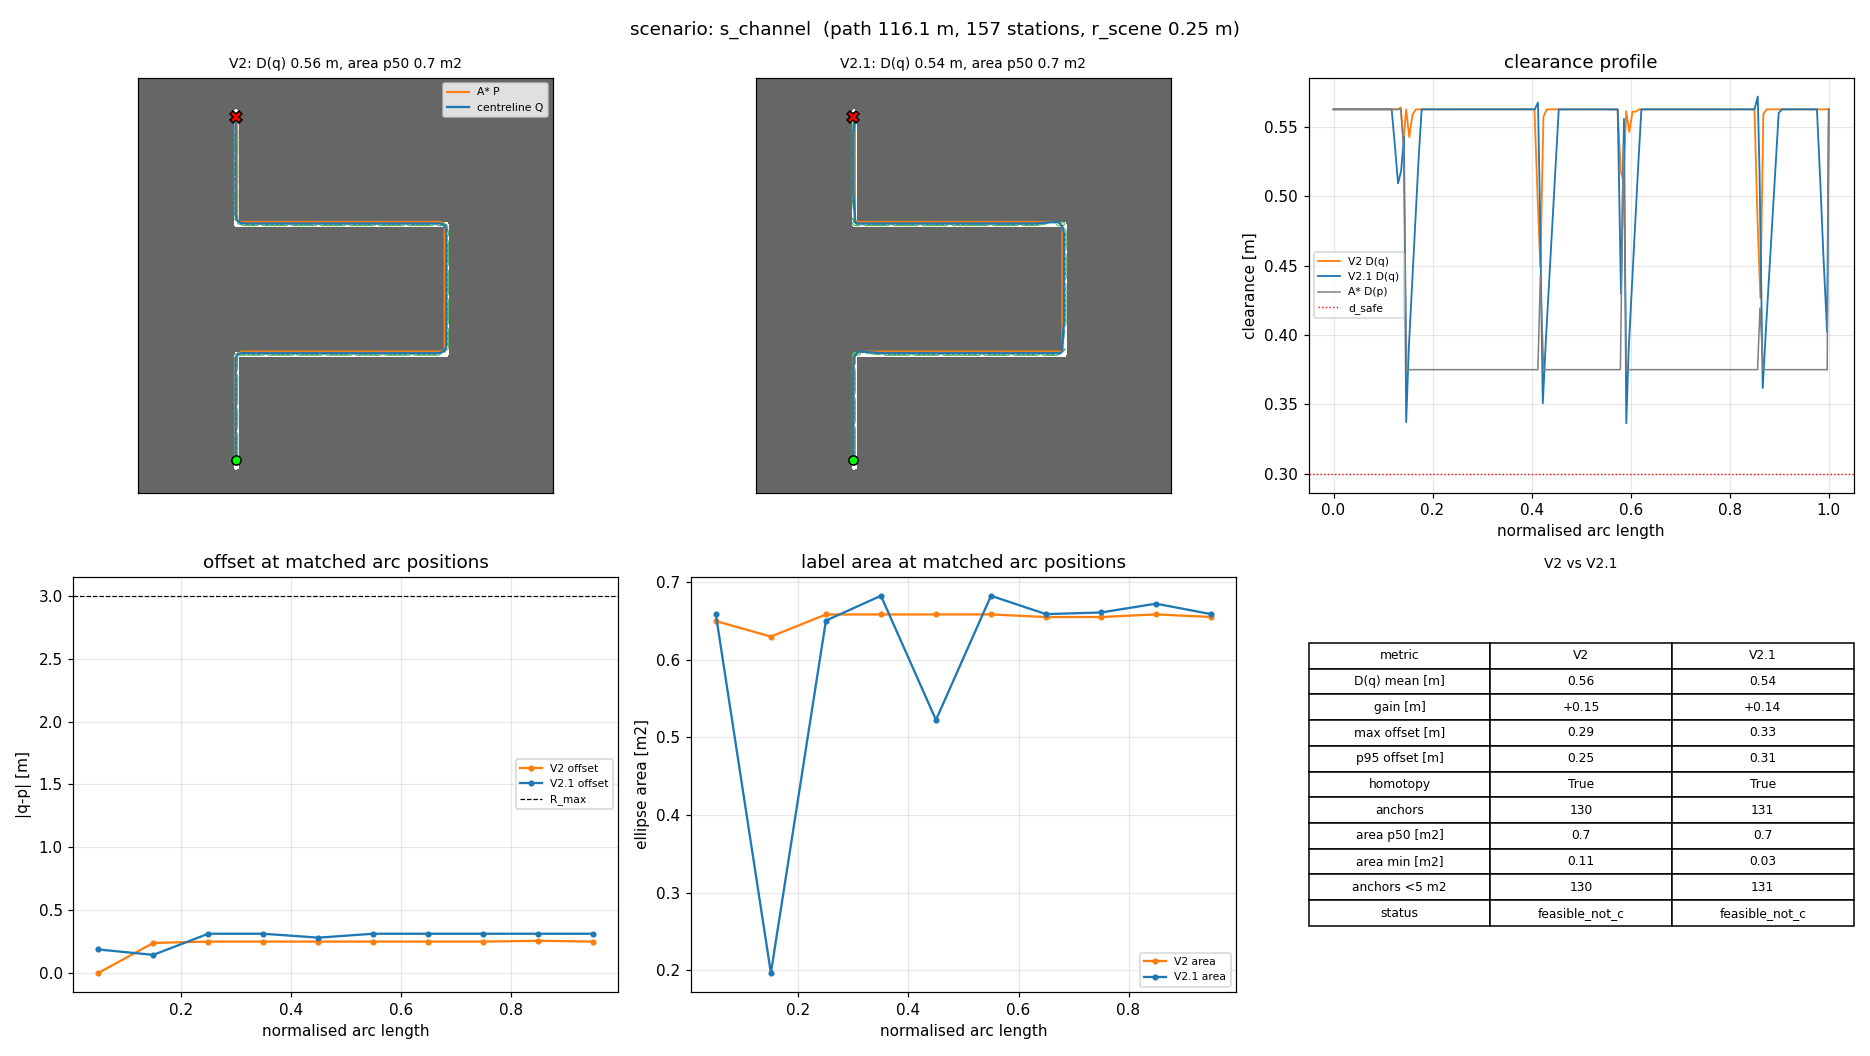 scenario: s_channel  (path 116.1 m, 157 stations, r_scene 0.25 m)
V2: D(q) 0.56 m, area p50 0.7 m2
A* P
centreline Q
V2.1: D(q) 0.54 m, area p50 0.7 m2
clearance profile
clearance [m]
0.55
0.50
0.45
0.40
0.35
0.30
V2 D(q)
V2.1 D(q)
A* D(p)
d_safe
0.0 0.2 0.4 0.6 0.8 1.0
normalised arc length
offset at matched arc positions
|q-p| [m]
3.0
2.5
2.0
1.5
1.0
0.5
0.0
V2 offset
V2.1 offset
R_max
0.2 0.4 0.6 0.8
normalised arc length
label area at matched arc positions
ellipse area [m2]
0.7
0.6
0.5
0.4
0.3
0.2
V2 area
V2.1 area
0.2 0.4 0.6 0.8
normalised arc length
V2 vs V2.1
metric V2 V2.1
D(q) mean [m] 0.56 0.54
gain [m] +0.15 +0.14
max offset [m] 0.29 0.33
p95 offset [m] 0.25 0.31
homotopy True True
anchors 130 131
area p50 [m2] 0.7 0.7
area min [m2] 0.11 0.03
anchors <5 m2 130 131
status feasible_not_c feasible_not_c